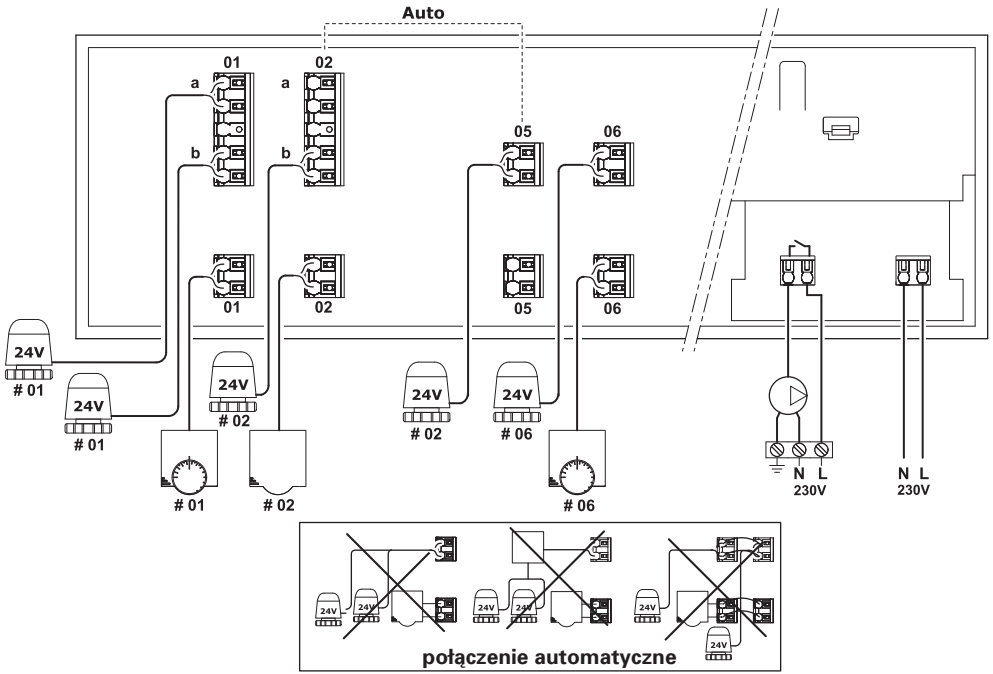 Auto
01 02
a a
05 06
b b
01 02 05 06
24V
# 01
24V
# 01
24V
# 02
24V
# 02
24V
# 06
# 01 # 02 # 06
N L
230V
N L
230V
24V 24V 24V 24V 24V
24V
połączenie automatyczne